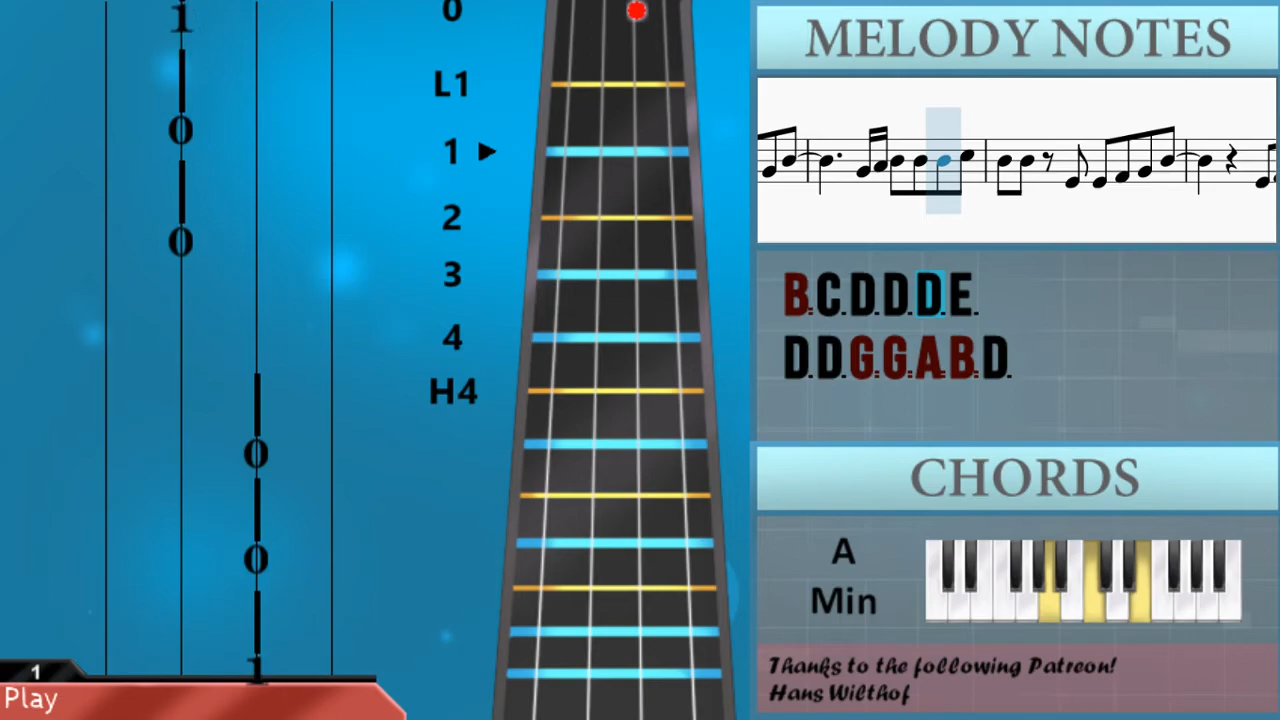 1
0
0
0
0
1
1
Play
0
L1
1
2
3
4
H4
MELODY NOTES
B.C.D.D.D.E.
D.D.G.G.A.B.D.
CHORDS
A
Min
Thanks to the following Patreon!
Hans Wilthof